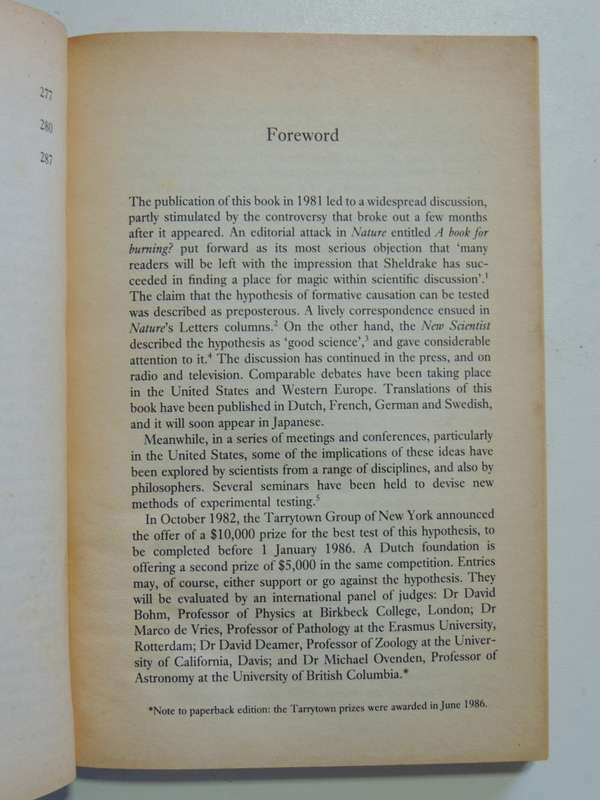 277
280
287
Foreword
The publication of this book in 1981 led to a widespread discussion,
partly stimulated by the controversy that broke out a few months
after it appeared. An editorial attack in Nature entitled A book for
burning? put forward as its most serious objection that ‘many
readers will be left with the impression that Sheldrake has suc-
ceeded in finding a place for magic within scientific discussion’.¹
The claim that the hypothesis of formative causation can be tested
was described as preposterous. A lively correspondence ensued in
Nature's Letters columns.² On the other hand, the New Scientist
described the hypothesis as ‘good science’,³ and gave considerable
attention to it.⁴ The discussion has continued in the press, and on
radio and television. Comparable debates have been taking place
in the United States and Western Europe. Translations of this
book have been published in Dutch, French, German and Swedish,
and it will soon appear in Japanese.
Meanwhile, in a series of meetings and conferences, particularly
in the United States, some of the implications of these ideas have
been explored by scientists from a range of disciplines, and also by
philosophers. Several seminars have been held to devise new
methods of experimental testing.⁵
In October 1982, the Tarrytown Group of New York announced
the offer of a $10,000 prize for the best test of this hypothesis, to
be completed before 1 January 1986. A Dutch foundation is
offering a second prize of $5,000 in the same competition. Entries
may, of course, either support or go against the hypothesis. They
will be evaluated by an international panel of judges: Dr David
Bohm, Professor of Physics at Birkbeck College, London; Dr
Marco de Vries, Professor of Pathology at the Erasmus University,
Rotterdam; Dr David Deamer, Professor of Zoology at the Univer-
sity of California, Davis; and Dr Michael Ovenden, Professor of
Astronomy at the University of British Columbia.*
*Note to paperback edition: the Tarrytown prizes were awarded in June 1986.